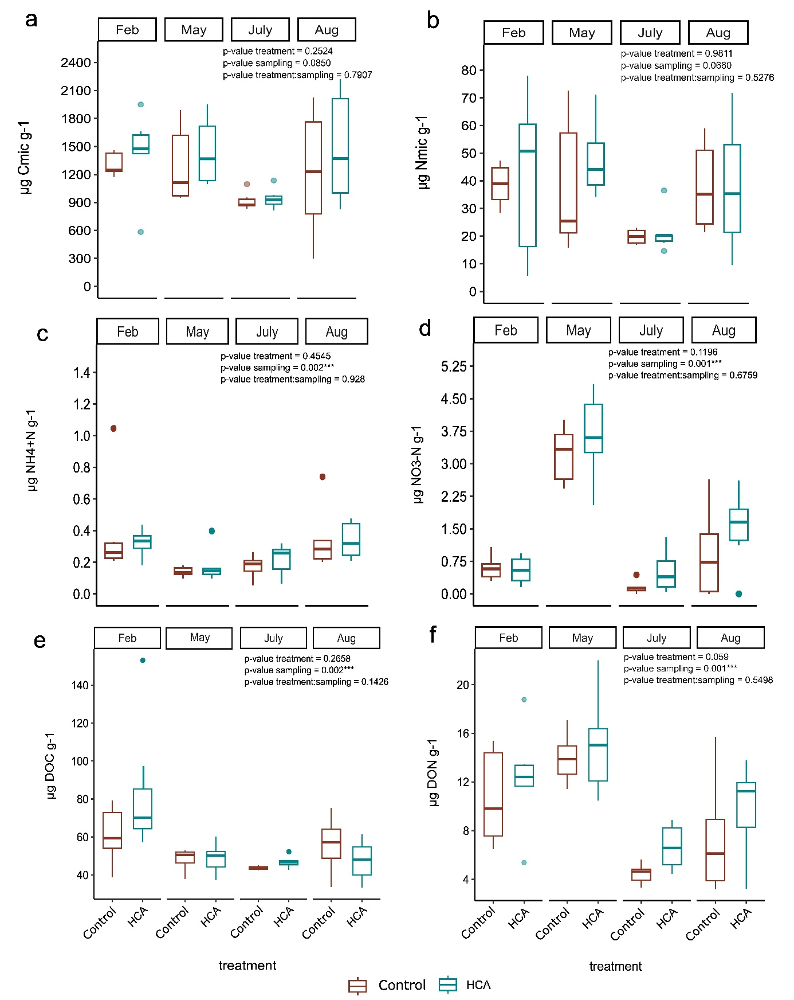 a
Feb May July Aug
p-value treatment = 0.2524
p-value sampling = 0.0850
p-value treatment:sampling = 0.7907
2400
2100
1800
1500
1200
900
600
300
0
µg Cmic g-1
b
Feb May July Aug
p-value treatment = 0.9811
p-value sampling = 0.0660
p-value treatment:sampling = 0.5276
80
70
60
50
40
30
20
10
0
µg Nmic g-1
c
Feb May July Aug
p-value treatment = 0.4545
p-value sampling = 0.002***
p-value treatment:sampling = 0.928
1.4
1.2
1.0
0.8
0.6
0.4
0.2
0.0
µg NH4+N g-1
d
Feb May July Aug
p-value treatment = 0.1196
p-value sampling = 0.001***
p-value treatment:sampling = 0.6759
5.25
4.50
3.75
3.00
2.25
1.50
0.75
0.00
µg NO3-N g-1
e
Feb May July Aug
p-value treatment = 0.2658
p-value sampling = 0.002***
p-value treatment:sampling = 0.1426
140
120
100
80
60
40
µg DOC g-1
Control HCA Control HCA Control HCA Control HCA
treatment
f
Feb May July Aug
p-value treatment = 0.059
p-value sampling = 0.001***
p-value treatment:sampling = 0.5498
20
16
12
8
4
µg DON g-1
Control HCA Control HCA Control HCA Control HCA
treatment
Control HCA